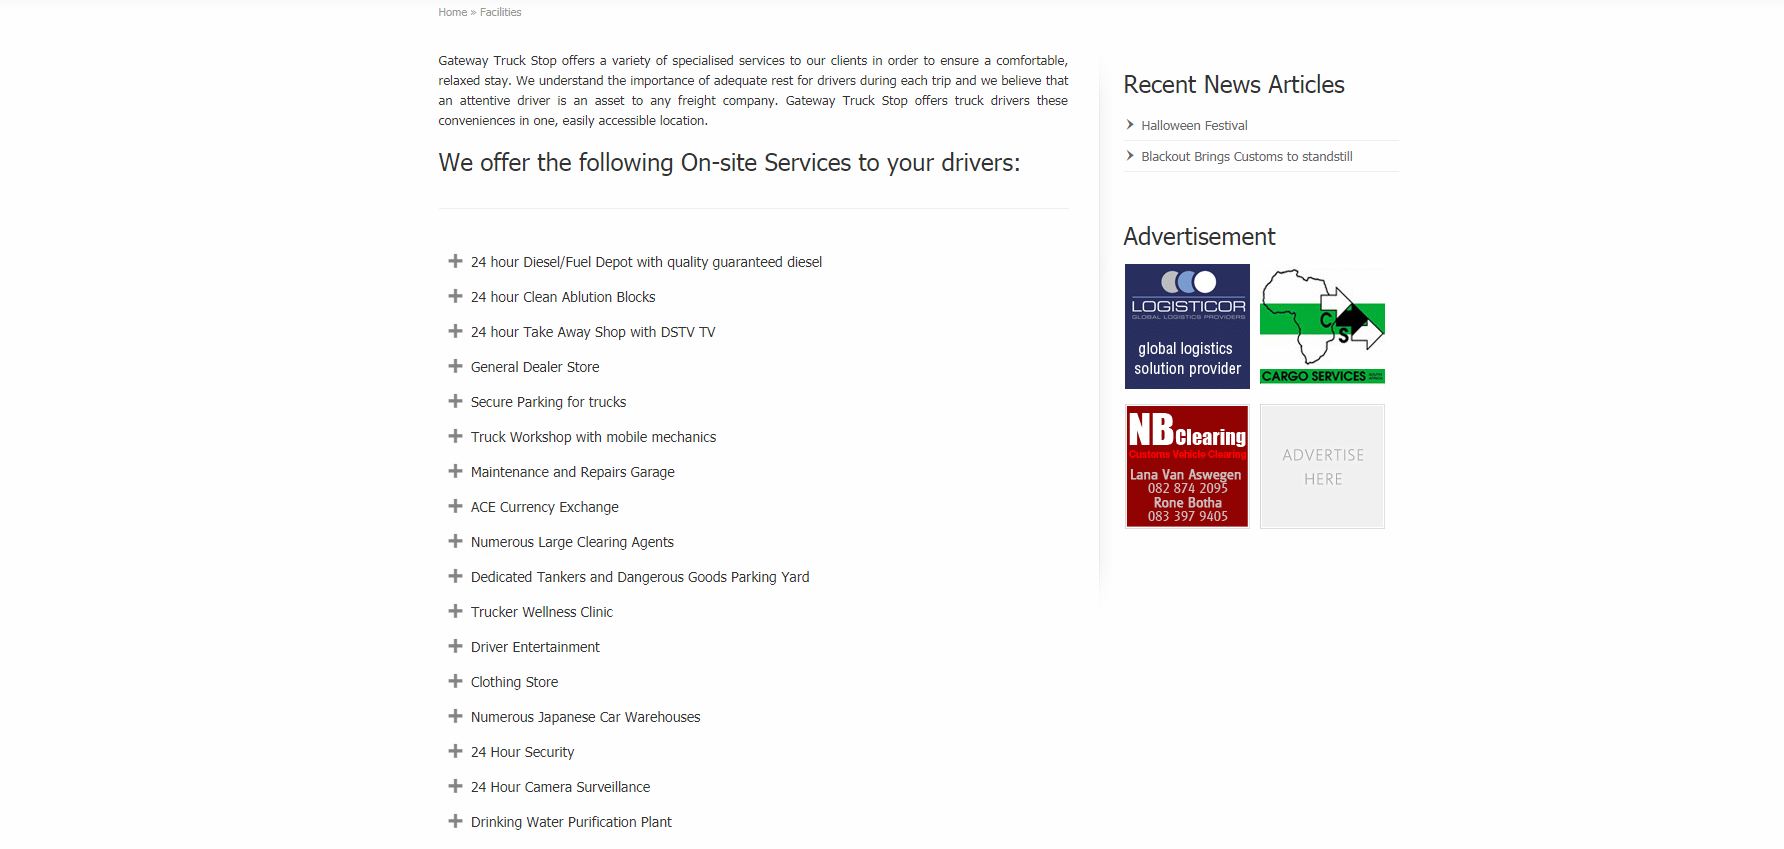 Home » Facilities
Gateway Truck Stop offers a variety of specialised services to our clients in order to ensure a comfortable,
relaxed stay. We understand the importance of adequate rest for drivers during each trip and we believe that
an attentive driver is an asset to any freight company. Gateway Truck Stop offers truck drivers these
conveniences in one, easily accessible location.
We offer the following On-site Services to your drivers:
24 hour Diesel/Fuel Depot with quality guaranteed diesel
24 hour Clean Ablution Blocks
24 hour Take Away Shop with DSTV TV
General Dealer Store
Secure Parking for trucks
Truck Workshop with mobile mechanics
Maintenance and Repairs Garage
ACE Currency Exchange
Numerous Large Clearing Agents
Dedicated Tankers and Dangerous Goods Parking Yard
Trucker Wellness Clinic
Driver Entertainment
Clothing Store
Numerous Japanese Car Warehouses
24 Hour Security
24 Hour Camera Surveillance
Drinking Water Purification Plant
Recent News Articles
Halloween Festival
Blackout Brings Customs to standstill
Advertisement
LOGISTICOR
GLOBAL LOGISTICS PROVIDERS
global logistics
solution provider
C
S
CARGO SERVICES
NB Clearing
Customs Vehicle Clearing
Lana Van Aswegen
082 874 2095
Rone Botha
083 397 9405
ADVERTISE
HERE